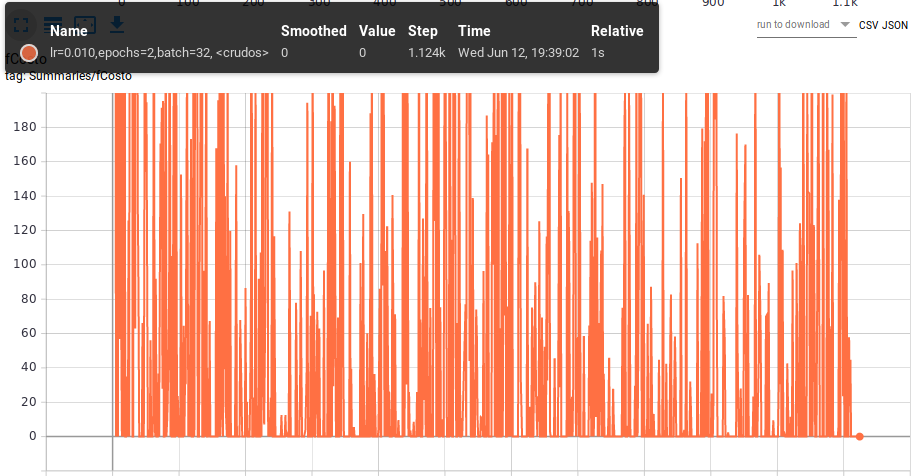 0 100 200 300 400 500 600 700 800 900 1k 1.1k
Name Smoothed Value Step Time Relative
lr=0.010,epochs=2,batch=32, <crudos> 0 0 1.124k Wed Jun 12, 19:39:02 1s
run to download CSV JSON
fCosto
tag: Summaries/fCosto
180
160
140
120
100
80
60
40
20
0